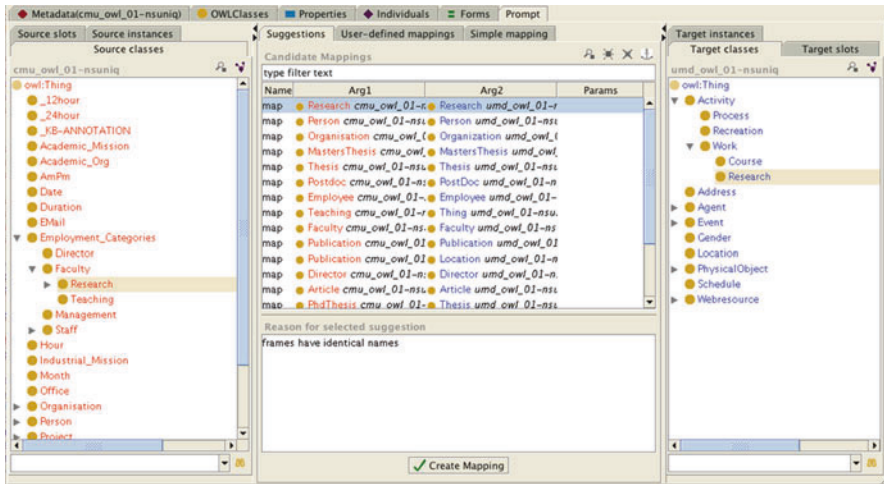 Metadata(cmu_owl_01-nsuniq) OWLClasses Properties Individuals Forms Prompt
Source slots Source instances
Source classes
cmu_owl_01-nsuniq
owl:Thing
_12hour
_24hour
_KB-ANNOTATION
Academic_Mission
Academic_Org
AmPm
Date
Duration
EMail
Employment_Categories
Director
Faculty
Research
Teaching
Management
Staff
Hour
Industrial_Mission
Month
Office
Organisation
Person
Project
Suggestions User-defined mappings Simple mapping
Candidate Mappings
type filter text
Name Arg1 Arg2 Params
map Research cmu_owl_01-n Research umd_owl_01-n
map Person cmu_owl_01-nsu Person umd_owl_01-nsu
map Organisation cmu_owl_( Organization umd_owl_(
map MastersThesis cmu_owl_ MastersThesis umd_owl_
map Thesis cmu_owl_01-nsu Thesis umd_owl_01-nsu
map Postdoc cmu_owl_01-ns PostDoc umd_owl_01-n
map Employee cmu_owl_01- Employee umd_owl_01-
map Teaching cmu_owl_01-n Thing umd_owl_01-nsu.
map Faculty cmu_owl_01-ns Faculty umd_owl_01-ns
map Publication cmu_owl_01 Publication umd_owl_01
map Publication cmu_owl_01 Location umd_owl_01-n
map Director cmu_owl_01-n: Director umd_owl_01-n.
map Article cmu_owl_01-nsu Article umd_owl_01-nsu
map PhdThesis cmu_owl_01- Thesis umd_owl_01-nsu
Reason for selected suggestion
frames have identical names
Create Mapping
Target instances
Target classes Target slots
umd_owl_01-nsuniq
owl:Thing
Activity
Process
Recreation
Work
Course
Research
Address
Agent
Event
Gender
Location
PhysicalObject
Schedule
Webresource